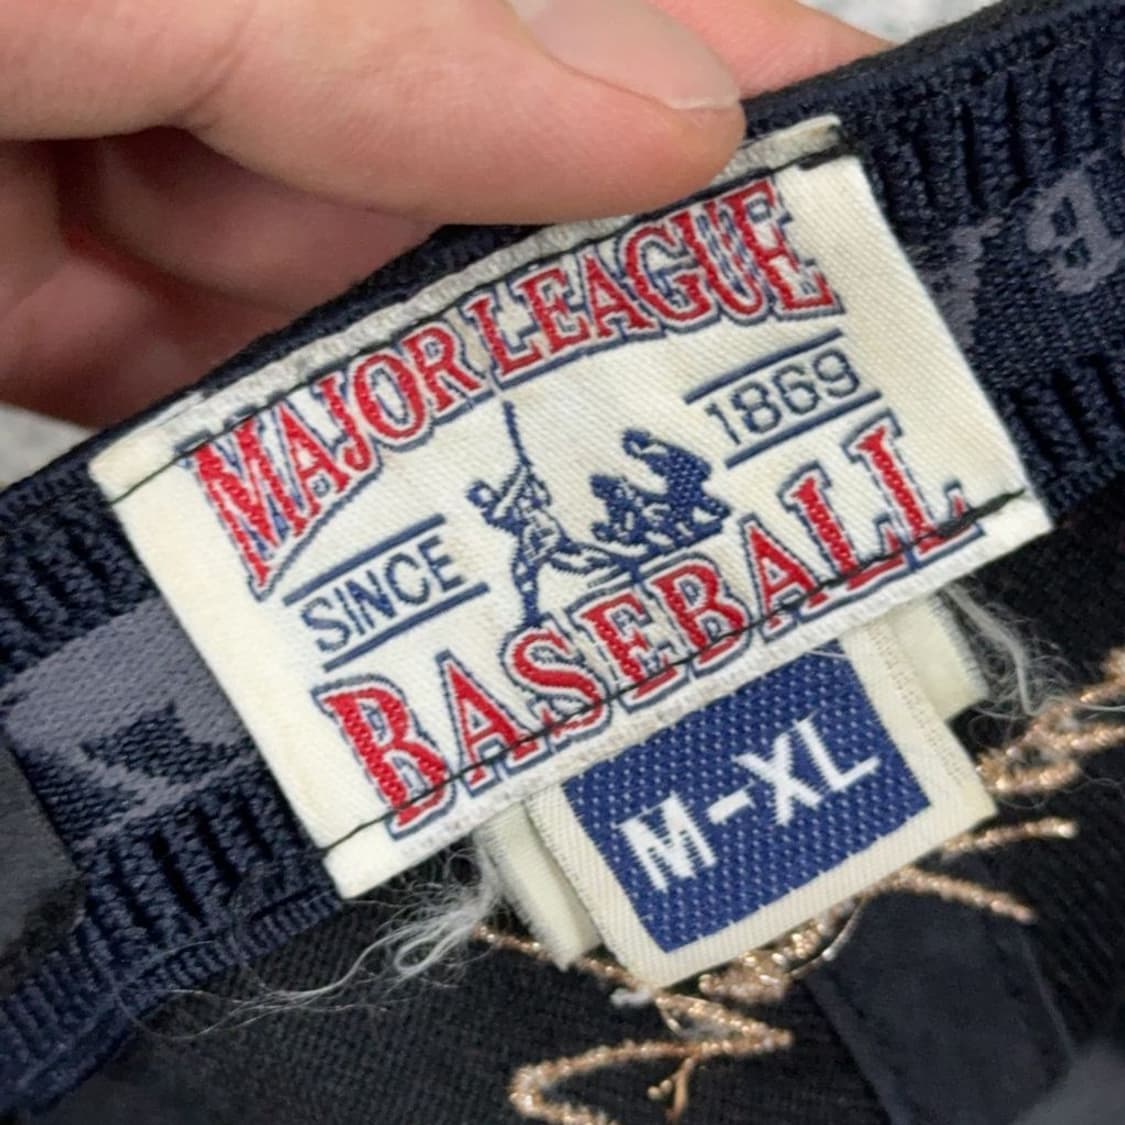 MAJOR LEAGUE
1869
SINCE
BASEBALL
M-XL
B